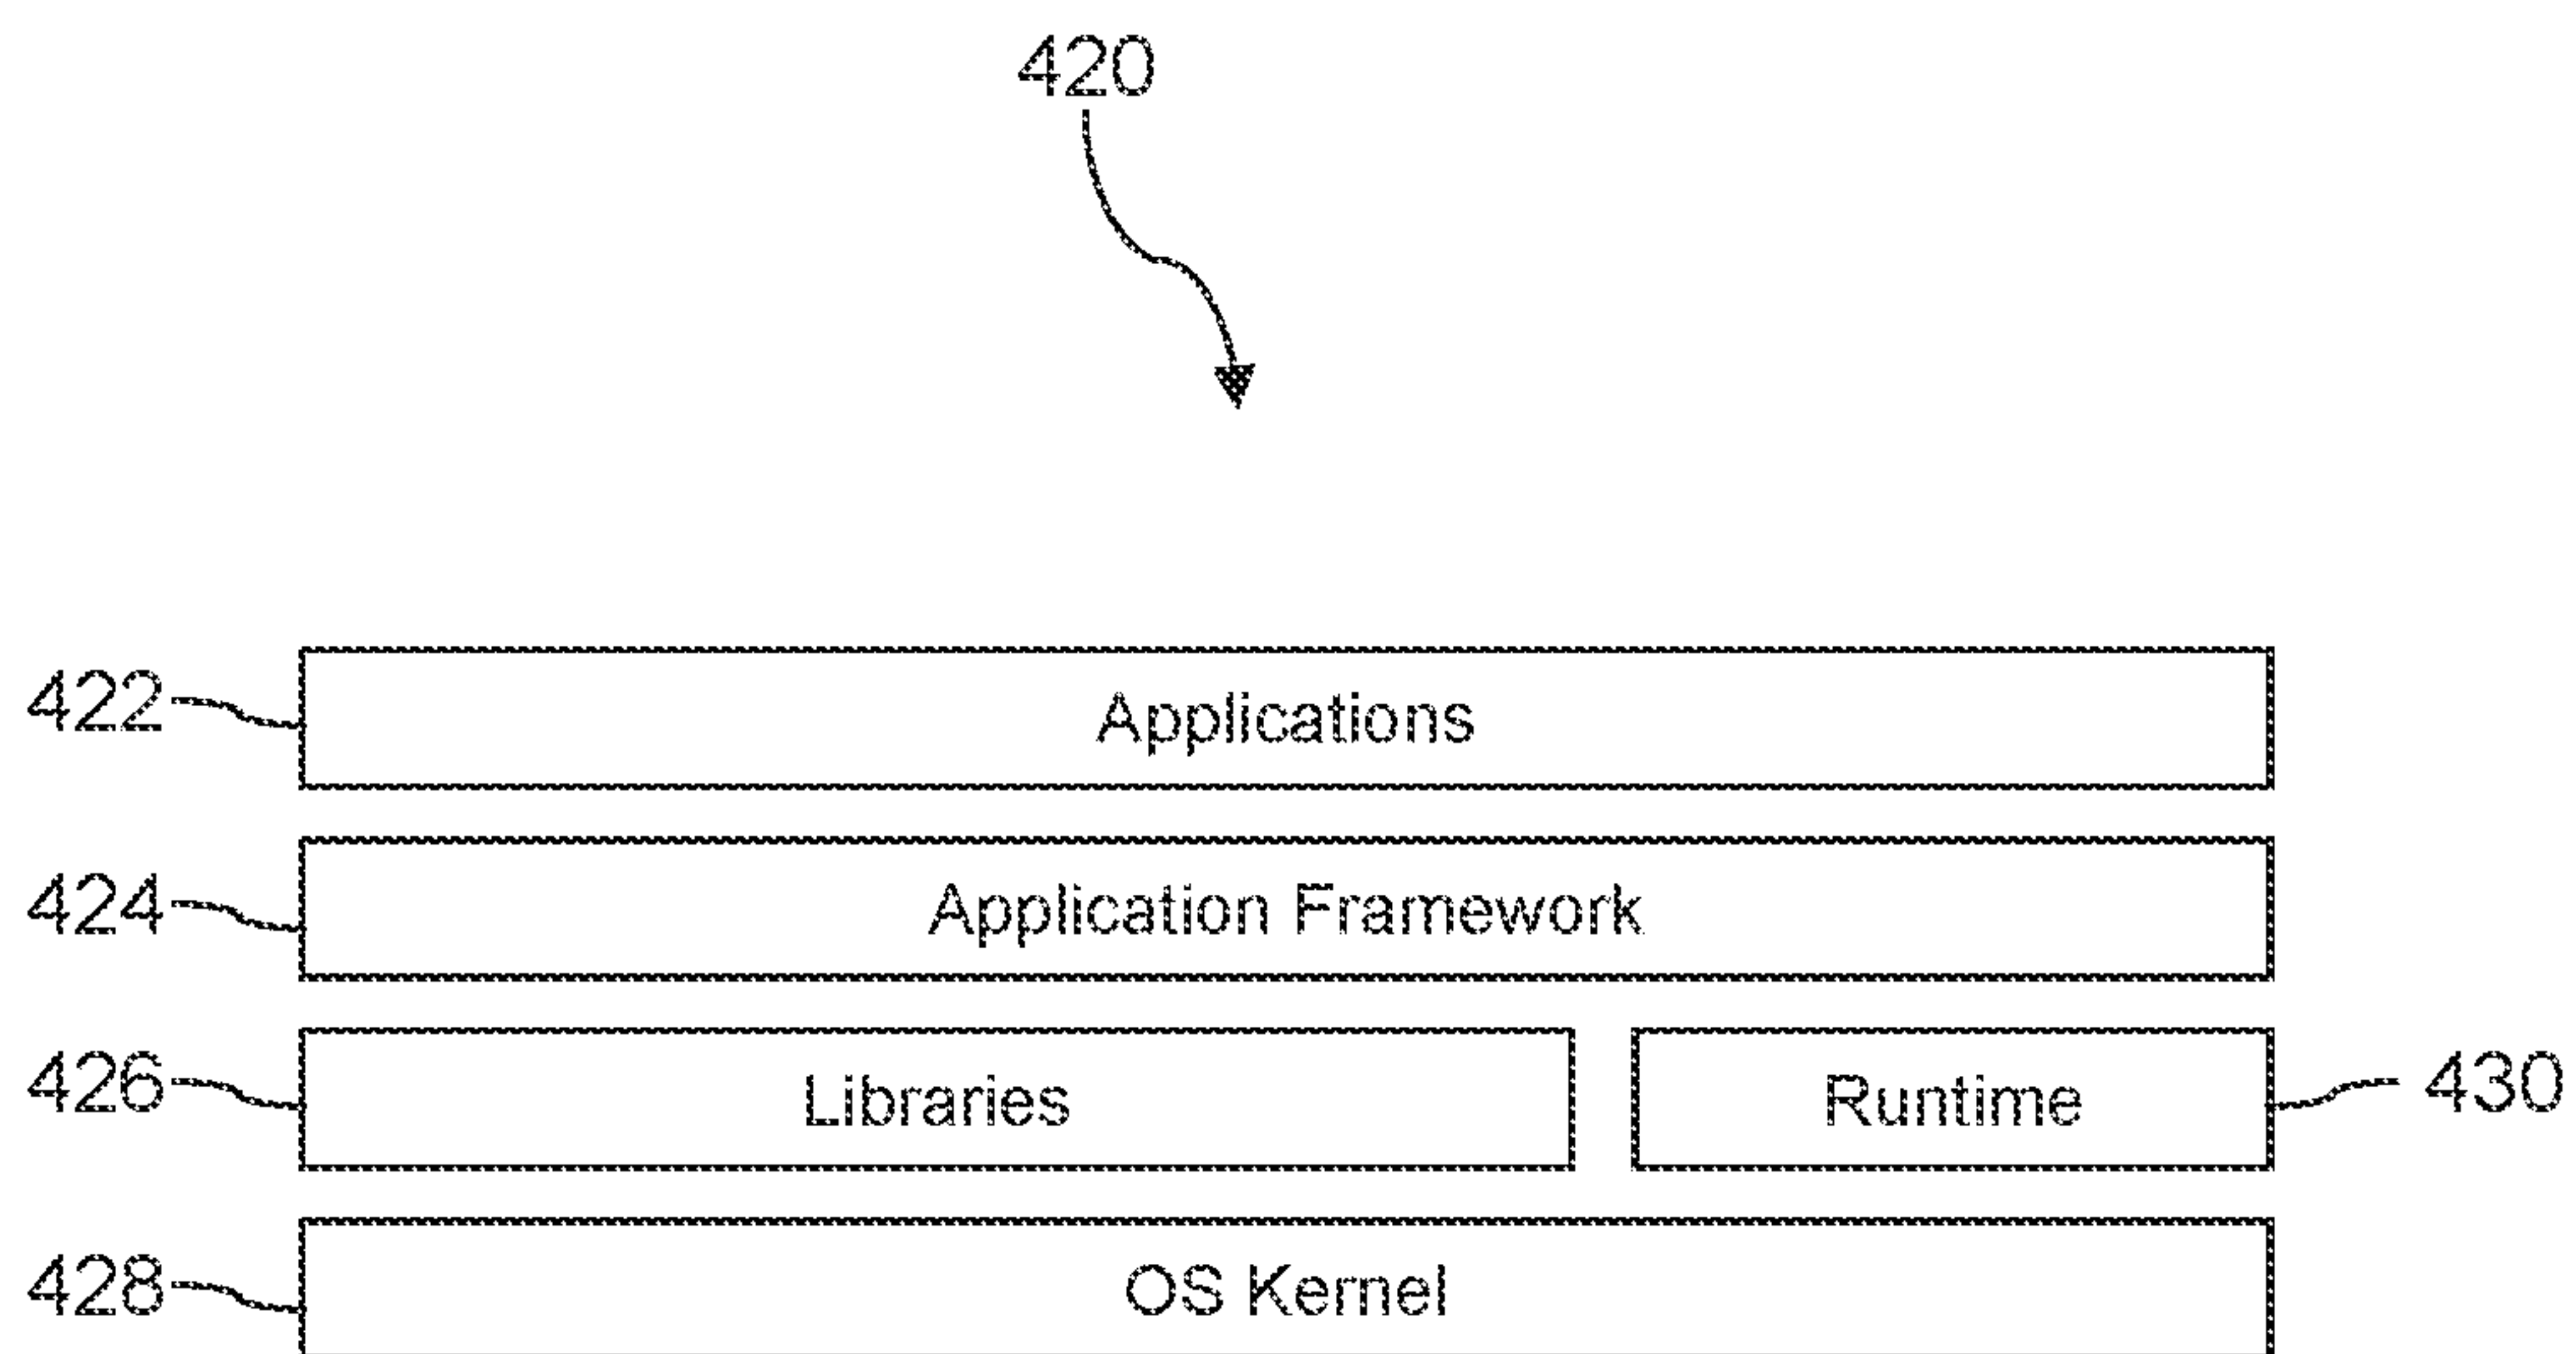 420
422 Applications
424 Application Framework
426 Libraries Runtime 430
428 OS Kernel